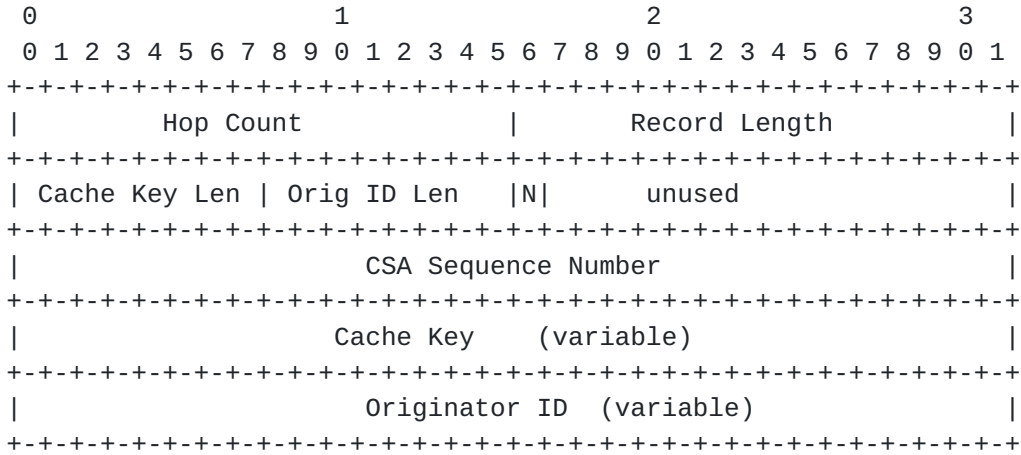 0                   1                   2                   3
 0 1 2 3 4 5 6 7 8 9 0 1 2 3 4 5 6 7 8 9 0 1 2 3 4 5 6 7 8 9 0 1
+-+-+-+-+-+-+-+-+-+-+-+-+-+-+-+-+-+-+-+-+-+-+-+-+-+-+-+-+-+-+-+-+
|         Hop Count             |       Record Length           |
+-+-+-+-+-+-+-+-+-+-+-+-+-+-+-+-+-+-+-+-+-+-+-+-+-+-+-+-+-+-+-+-+
| Cache Key Len | Orig ID Len   |N|      unused                 |
+-+-+-+-+-+-+-+-+-+-+-+-+-+-+-+-+-+-+-+-+-+-+-+-+-+-+-+-+-+-+-+-+
|                      CSA Sequence Number                      |
+-+-+-+-+-+-+-+-+-+-+-+-+-+-+-+-+-+-+-+-+-+-+-+-+-+-+-+-+-+-+-+-+
|                    Cache Key    (variable)                    |
+-+-+-+-+-+-+-+-+-+-+-+-+-+-+-+-+-+-+-+-+-+-+-+-+-+-+-+-+-+-+-+-+
|                      Originator ID  (variable)                |
+-+-+-+-+-+-+-+-+-+-+-+-+-+-+-+-+-+-+-+-+-+-+-+-+-+-+-+-+-+-+-+-+